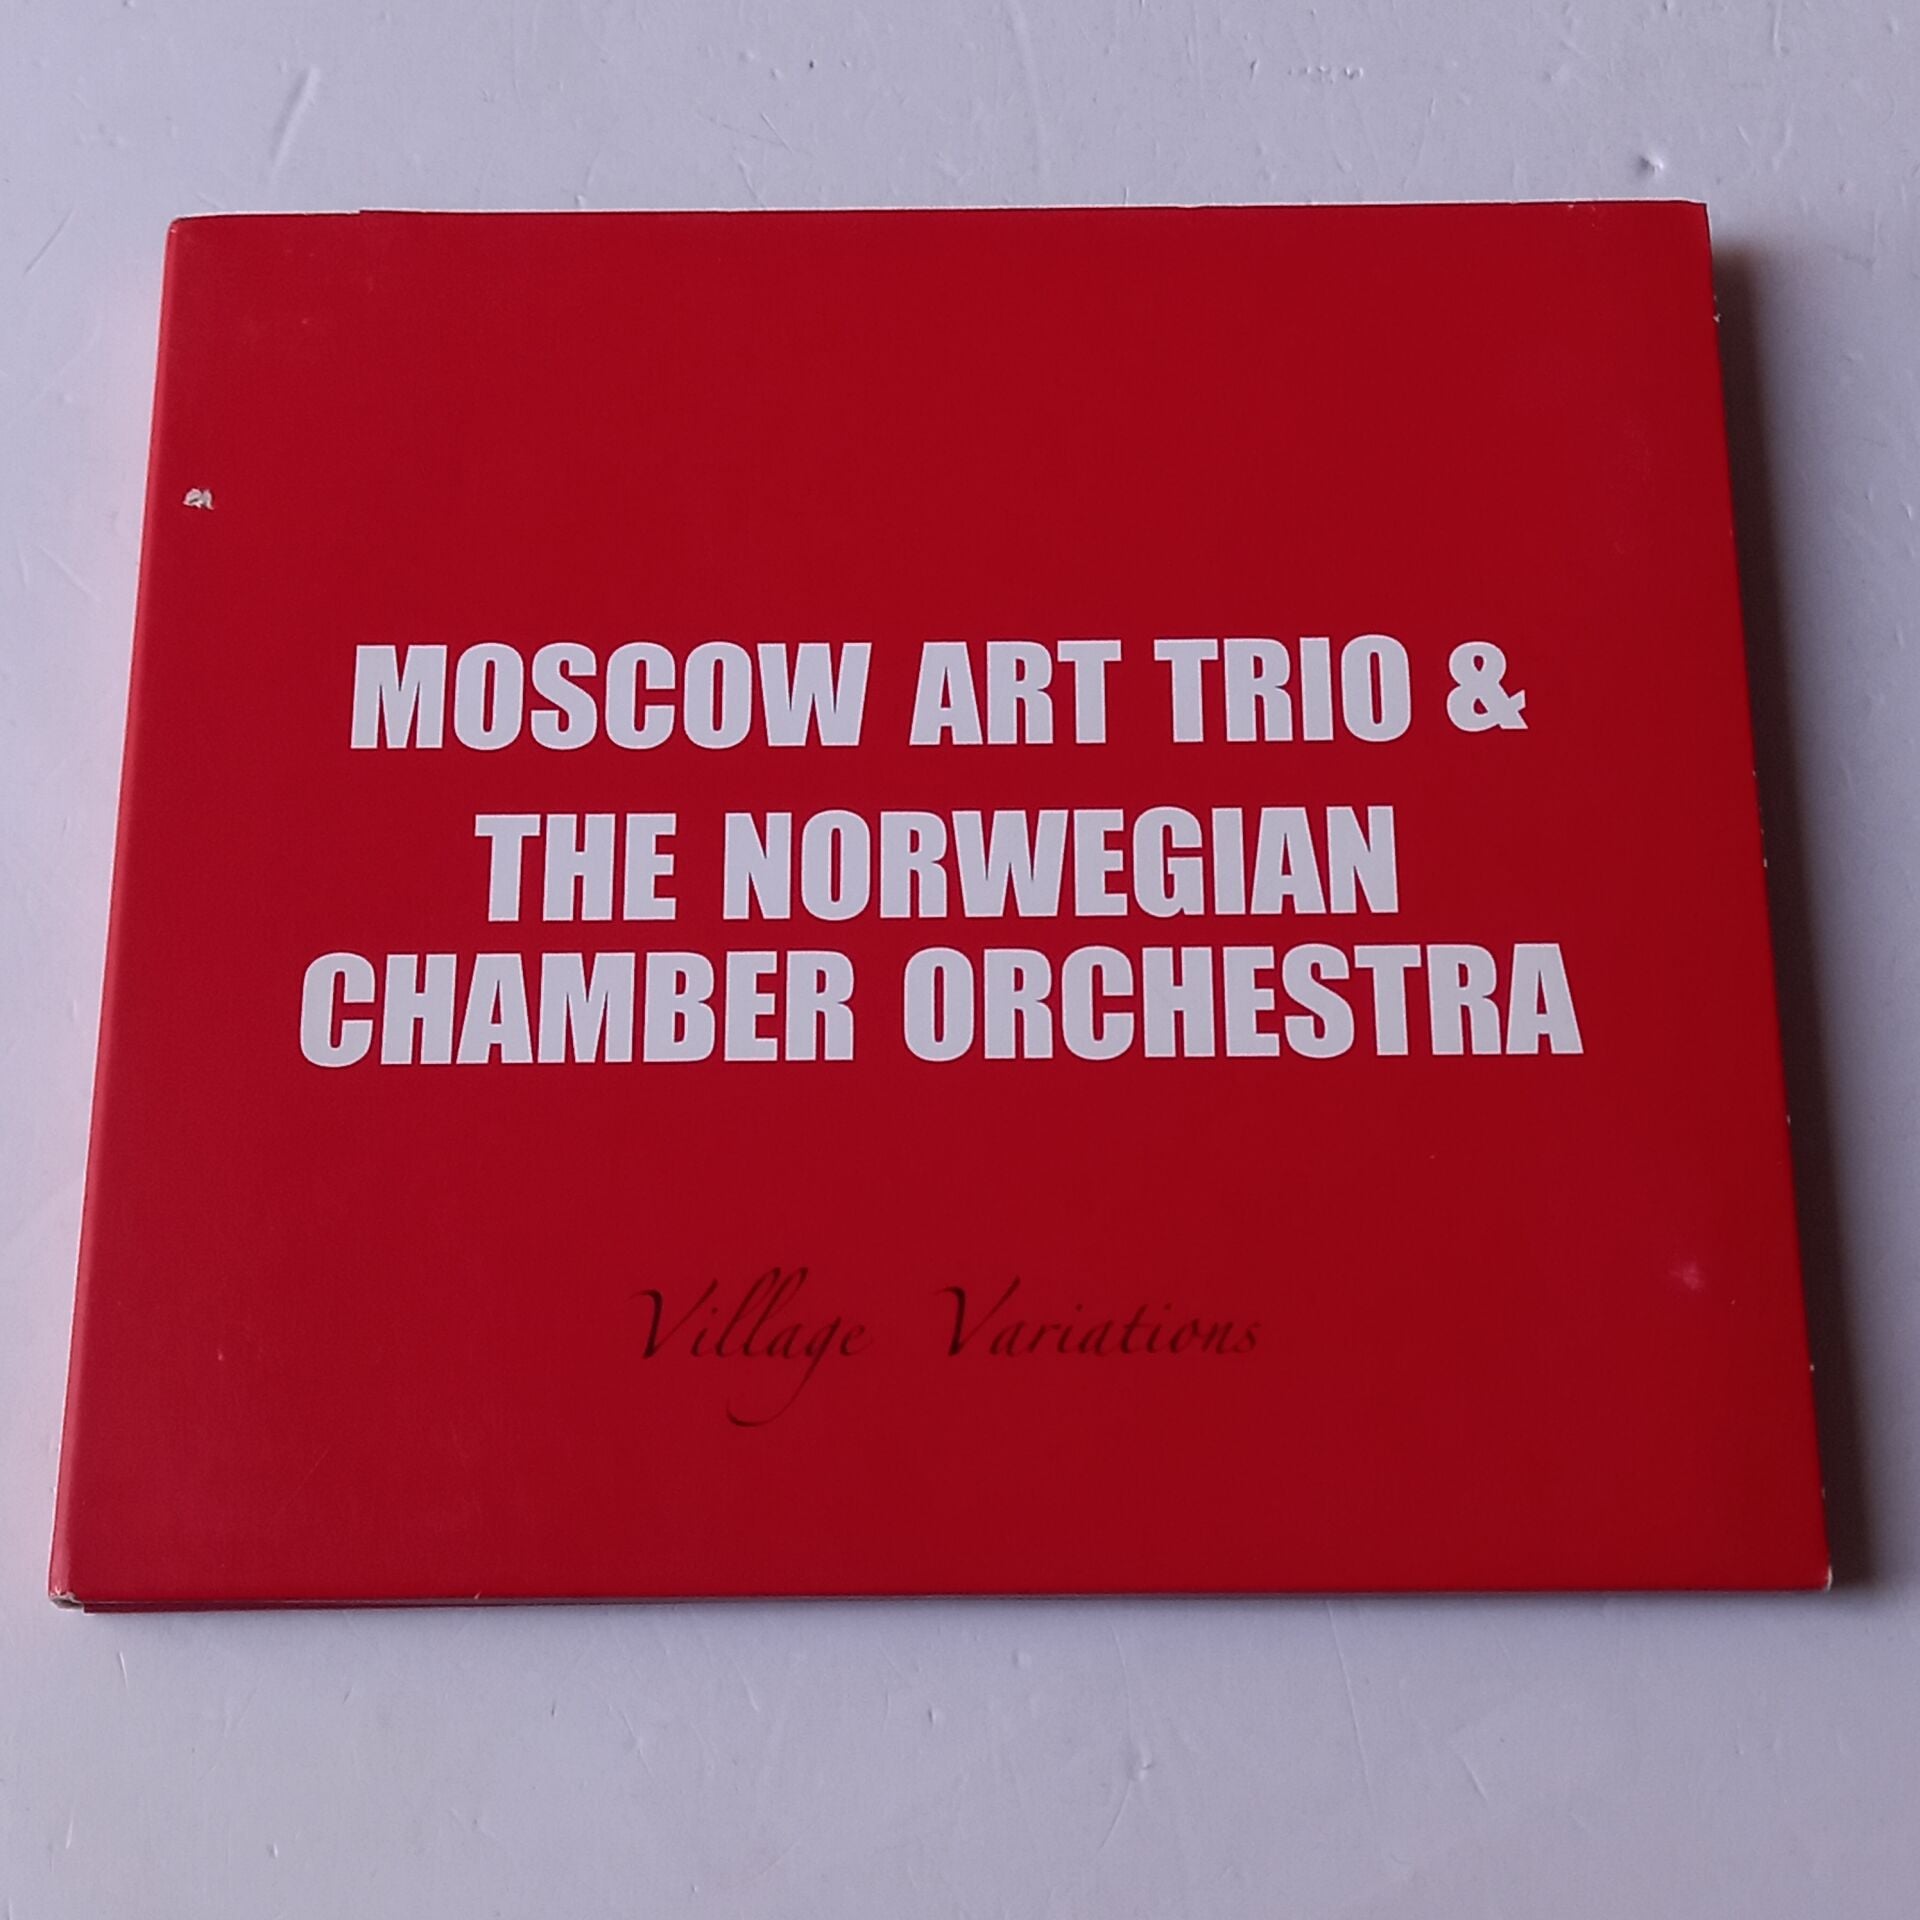 MOSCOW ART TRIO &
THE NORWEGIAN
CHAMBER ORCHESTRA
Village Variations